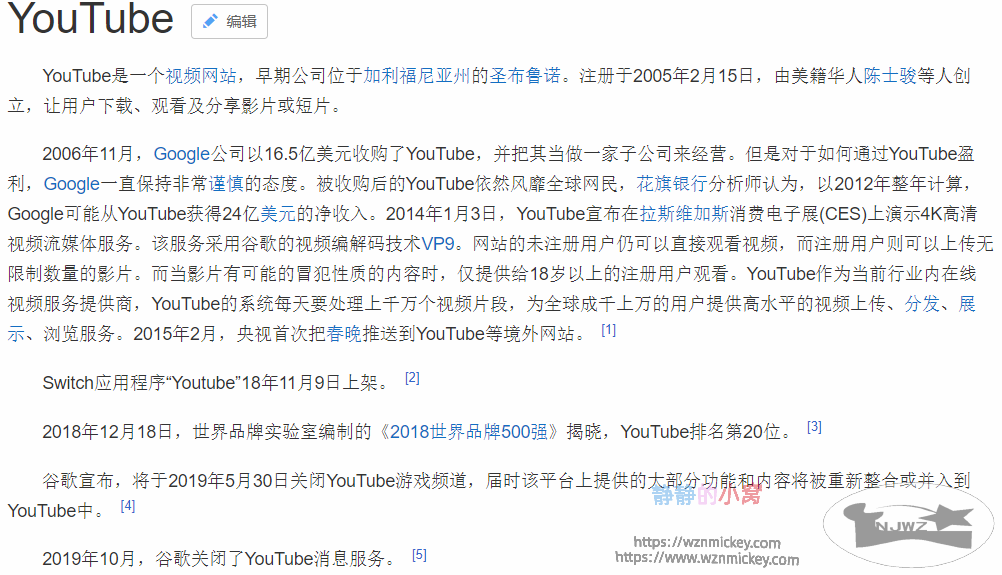 YouTube 编辑
YouTube是一个视频网站，早期公司位于加利福尼亚州的圣布鲁诺。注册于2005年2月15日，由美籍华人陈士骏等人创
立，让用户下载、观看及分享影片或短片。
2006年11月，Google公司以16.5亿美元收购了YouTube，并把其当做一家子公司来经营。但是对于如何通过YouTube盈
利，Google一直保持非常谨慎的态度。被收购后的YouTube依然风靡全球网民，花旗银行分析师认为，以2012年整年计算，
Google可能从YouTube获得24亿美元的净收入。2014年1月3日，YouTube宣布在拉斯维加斯消费电子展(CES)上演示4K高清
视频流媒体服务。该服务采用谷歌的视频编解码技术VP9。网站的未注册用户仍可以直接观看视频，而注册用户则可以上传无
限制数量的影片。而当影片有可能的冒犯性质的内容时，仅提供给18岁以上的注册用户观看。YouTube作为当前行业内在线
视频服务提供商，YouTube的系统每天要处理上千万个视频片段，为全球成千上万的用户提供高水平的视频上传、分发、展
示、浏览服务。2015年2月，央视首次把春晚推送到YouTube等境外网站。 [1]
Switch应用程序“Youtube”18年11月9日上架。 [2]
2018年12月18日，世界品牌实验室编制的《2018世界品牌500强》揭晓，YouTube排名第20位。 [3]
谷歌宣布，将于2019年5月30日关闭YouTube游戏频道，届时该平台上提供的大部分功能和内容将被重新整合或并入到
YouTube中。 [4]
静静的小窝
NJWZ
https://wznmickey.com
https://www.wznmickey.com
2019年10月，谷歌关闭了YouTube消息服务。 [5]